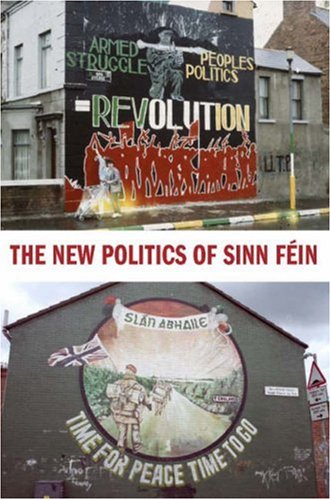 ARMED
STRUGGLE
PEOPLES
POLITICS
=REVOLUTION
U.T.P
THE NEW POLITICS OF SINN FÉIN
SLÁN ABHAILE
TIME FOR PEACE TIME TO GO